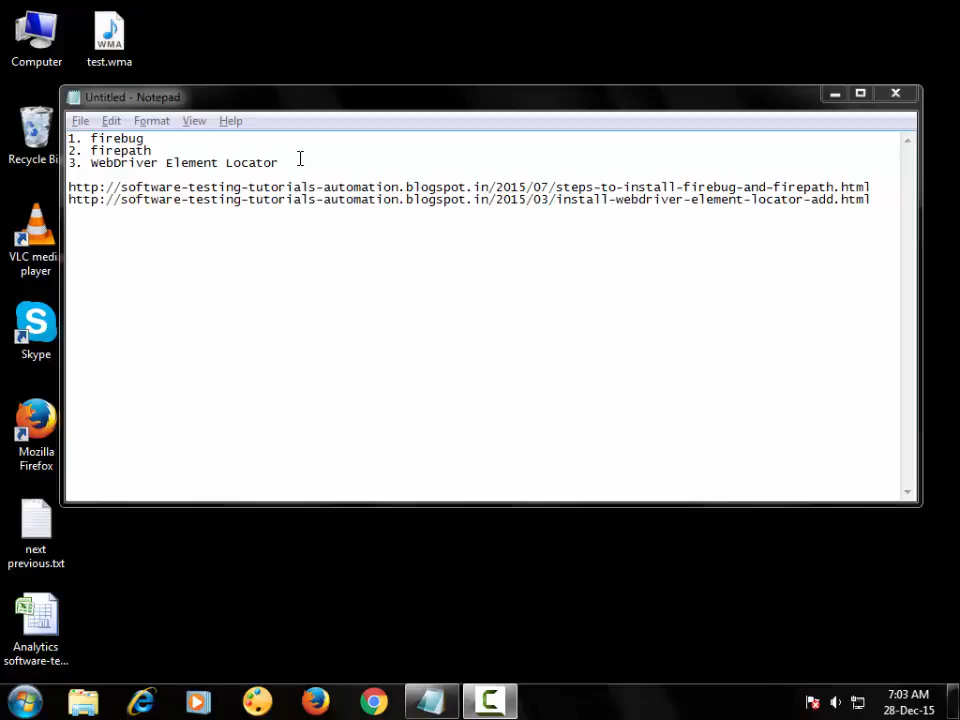 Computer
WMA
test.wma
Untitled - Notepad
File Edit Format View Help
1. firebug
2. firepath
3. WebDriver Element Locator
http://software-testing-tutorials-automation.blogspot.in/2015/07/steps-to-install-firebug-and-firepath.html
http://software-testing-tutorials-automation.blogspot.in/2015/03/install-webdriver-element-locator-add.html
Recycle Bi
VLC medi
player
S
Skype
Mozilla
Firefox
next
previous.txt
Analytics
software-te...
7:03 AM
28-Dec-15